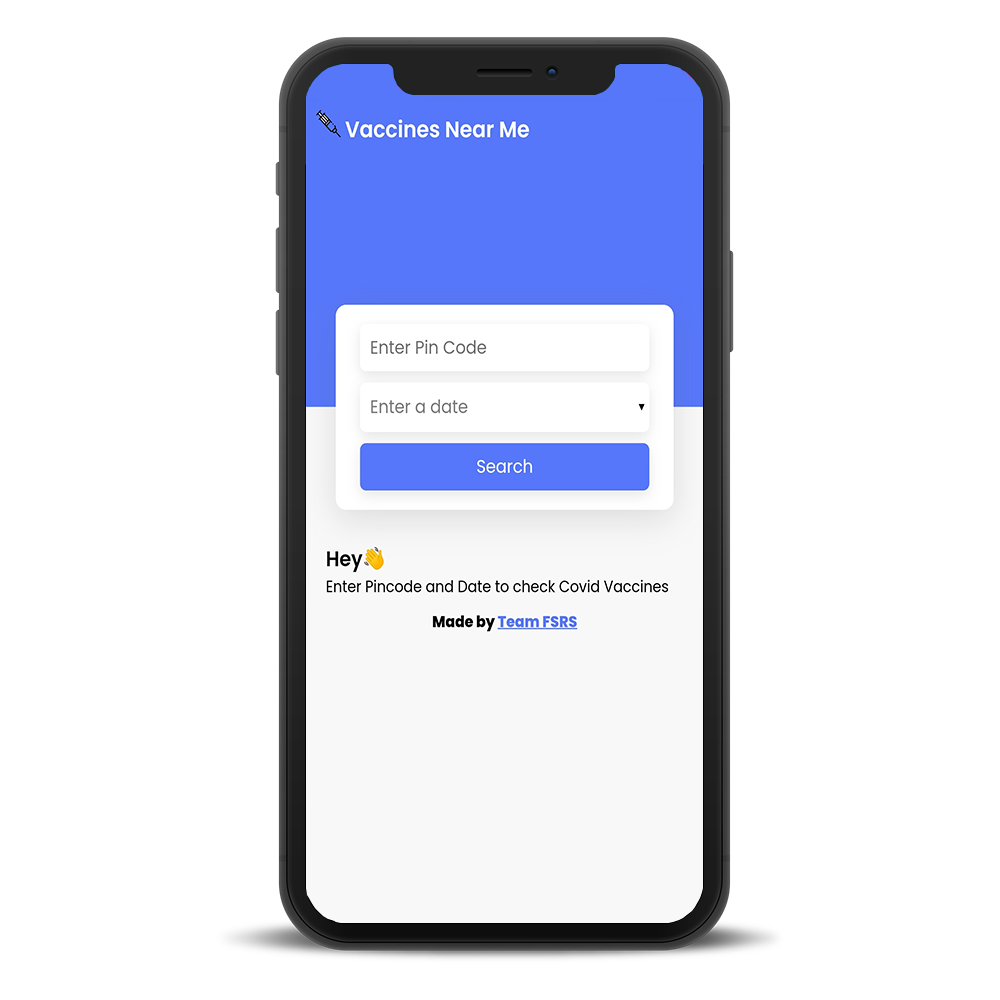 Vaccines Near Me
Enter Pin Code
Enter a date
Search
Hey👋
Enter Pincode and Date to check Covid Vaccines
Made by Team FSRS